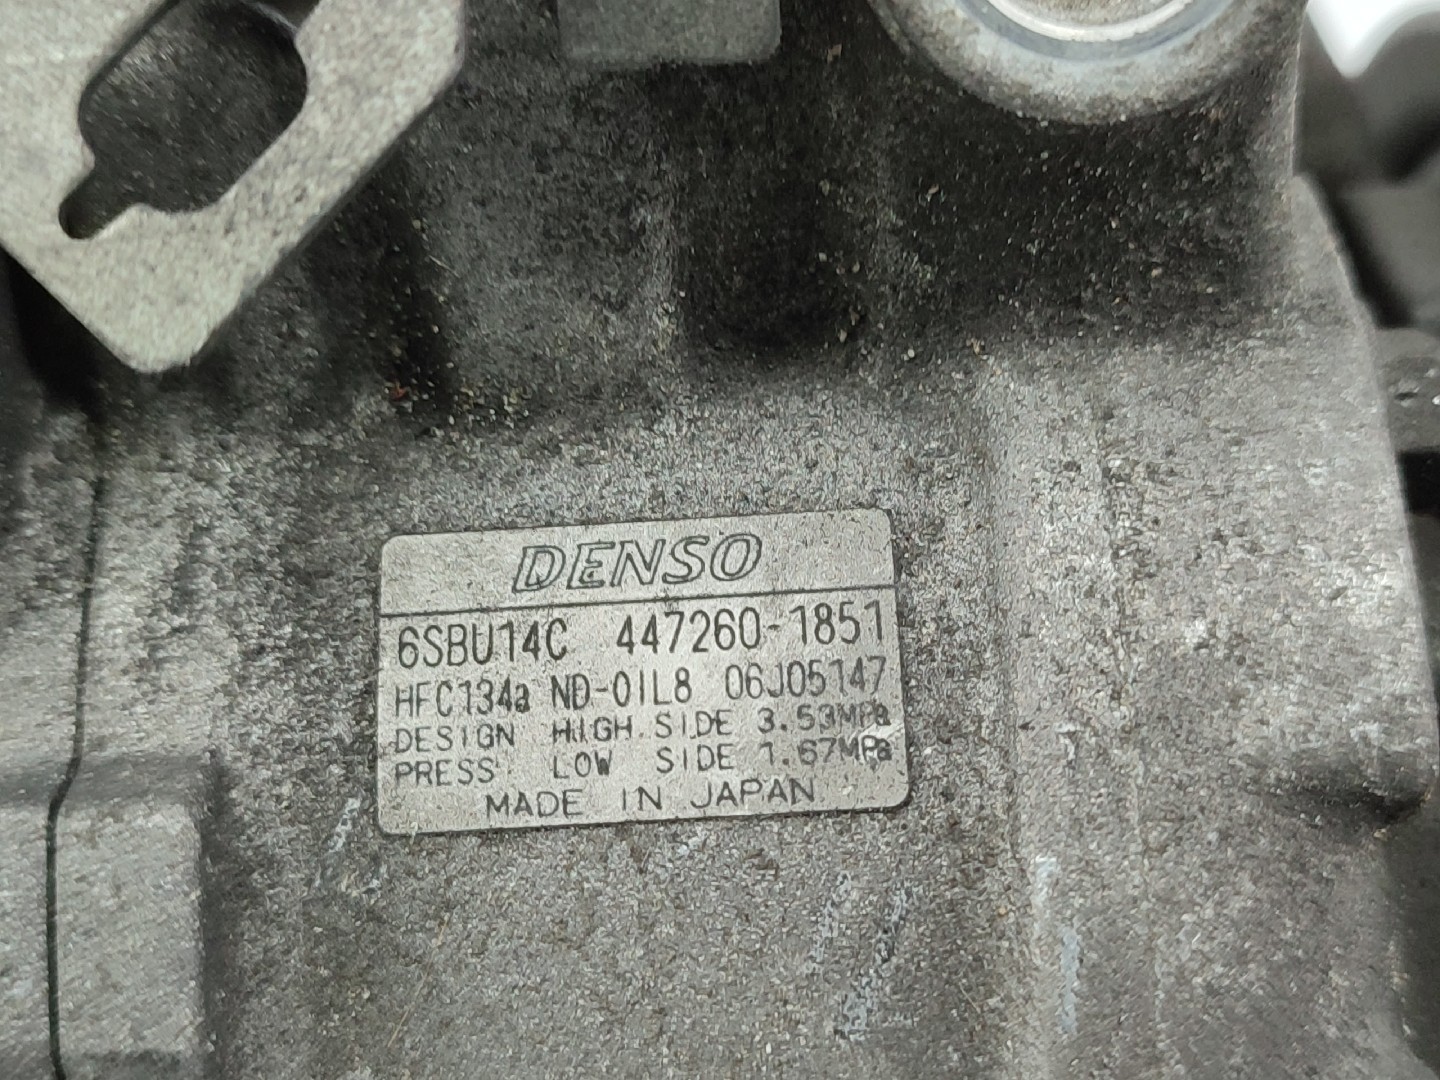 DENSO
6SBU14C 447260-1851
HFC134a ND-OIL8 06J05147
DESIGN HIGH SIDE 3.53MPa
PRESS. LOW SIDE 1.67MPa
MADE IN JAPAN